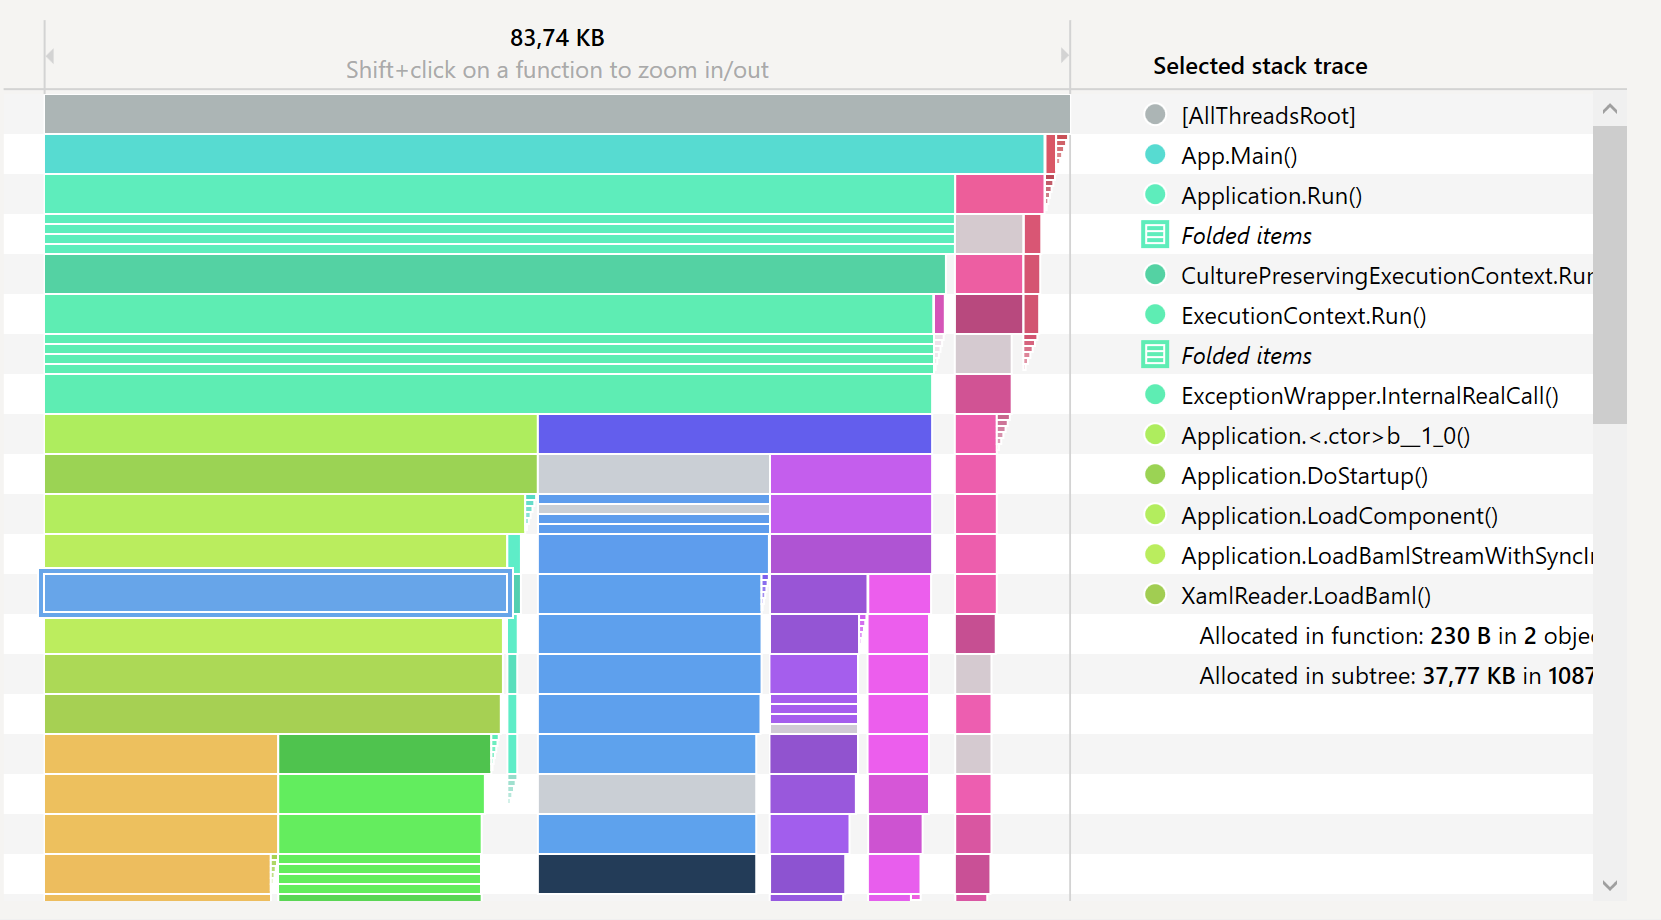 83,74 KB
Shift+click on a function to zoom in/out
Selected stack trace
[AllThreadsRoot]
App.Main()
Application.Run()
Folded items
CulturePreservingExecutionContext.Run
ExecutionContext.Run()
Folded items
ExceptionWrapper.InternalRealCall()
Application.<.ctor>b__1_0()
Application.DoStartup()
Application.LoadComponent()
Application.LoadBamlStreamWithSyncIn
XamlReader.LoadBaml()
Allocated in function: 230 B in 2 obje
Allocated in subtree: 37,77 KB in 1087